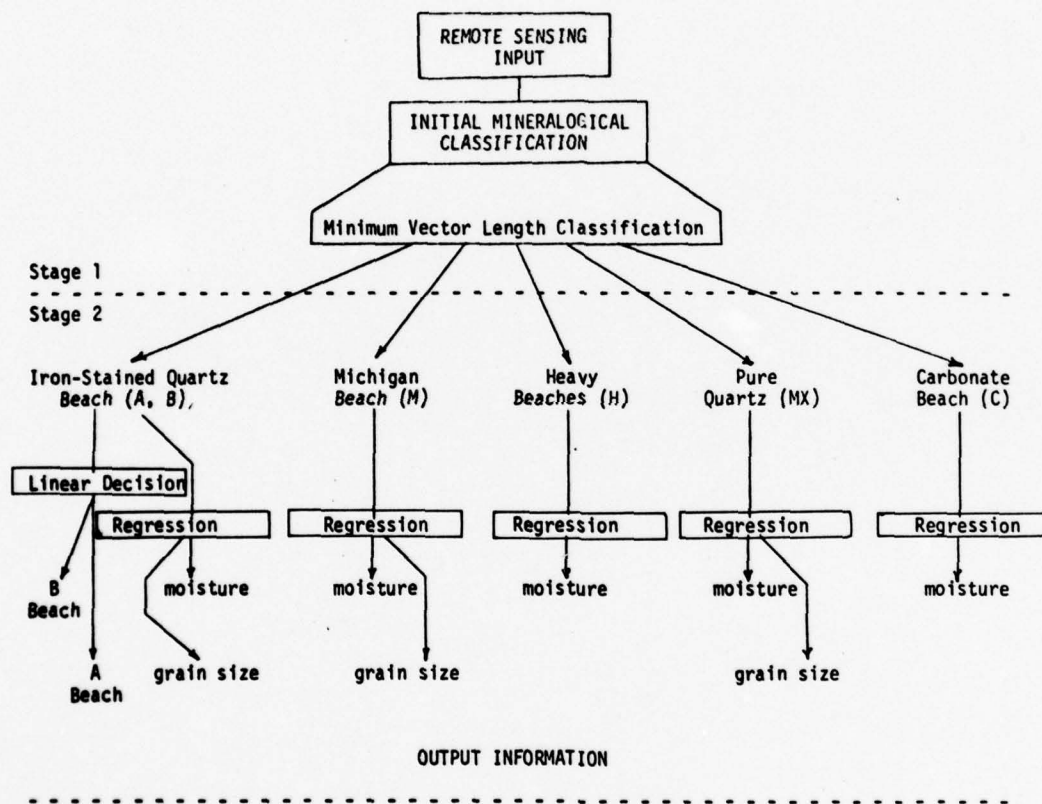 REMOTE SENSING
INPUT
INITIAL MINERALOGICAL
CLASSIFICATION
Minimum Vector Length Classification
Stage 1
Stage 2
Iron-Stained Quartz
Beach (A, B),
Michigan
Beach (M)
Heavy
Beaches (H)
Pure
Quartz (MX)
Carbonate
Beach (C)
Linear Decision
Regression
Regression
Regression
Regression
Regression
B
Beach
moisture
moisture
moisture
moisture
moisture
A
Beach
grain size
grain size
grain size
OUTPUT INFORMATION